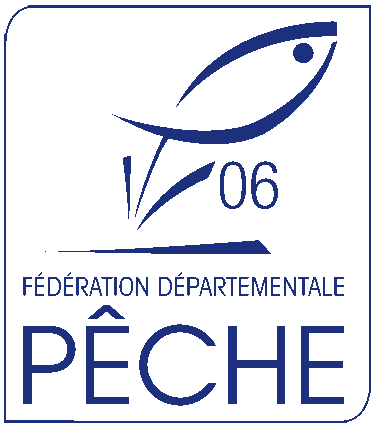 06
FÉDÉRATION DÉPARTEMENTALE
PÊCHE